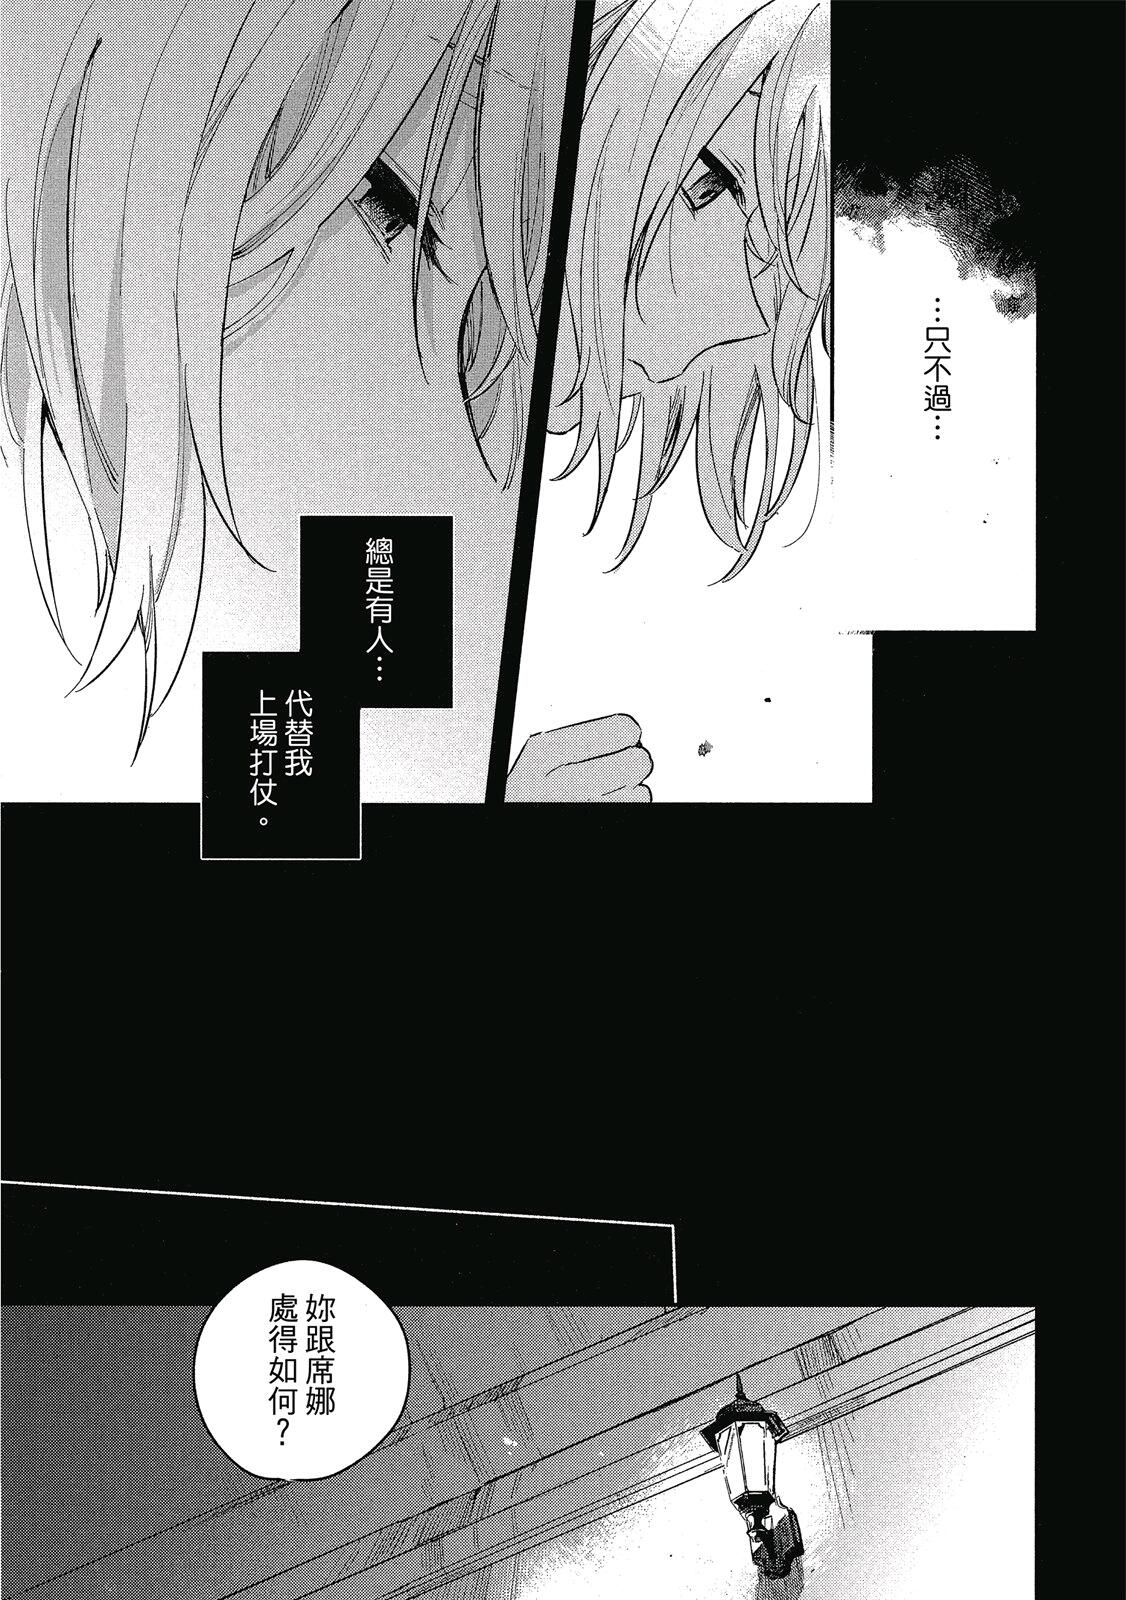 …只不過…
總是有人…
代替我
上場打仗。
妳跟席娜
處得如何？